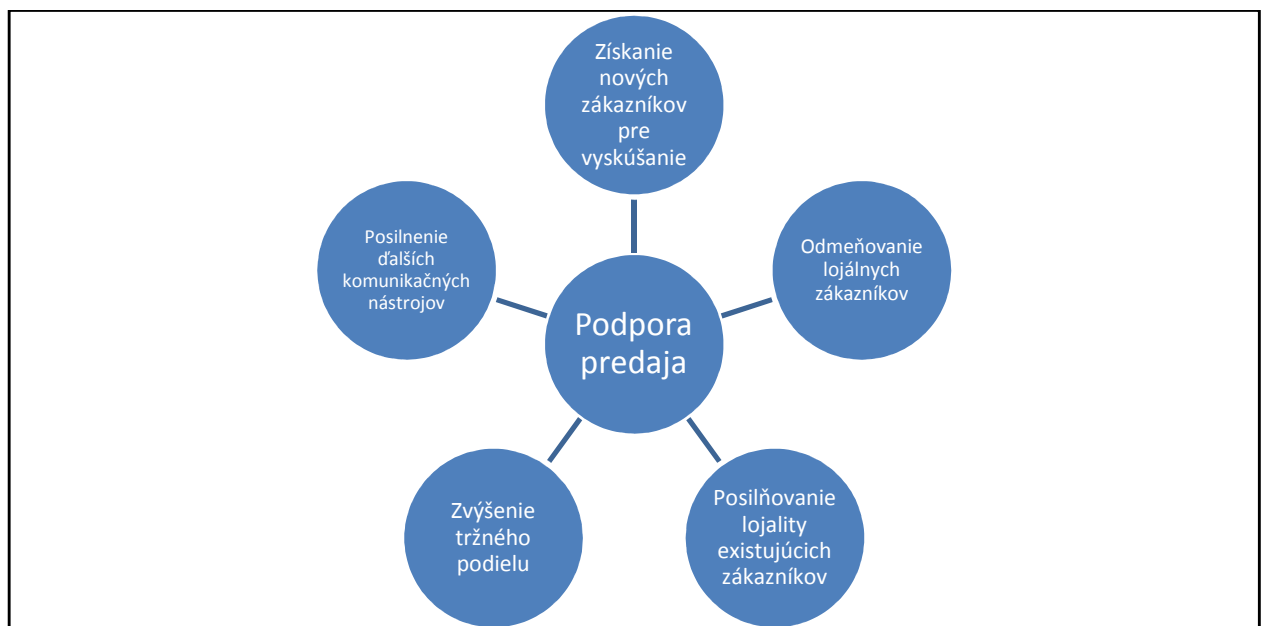 Získanie
nových
zákazníkov
pre
vyskúšanie
Posilnenie
ďalších
komunikačných
nástrojov
Odmeňovanie
lojálnych
zákazníkov
Podpora
predaja
Zvýšenie
tržného
podielu
Posilňovanie
lojality
existujúcich
zákazníkov